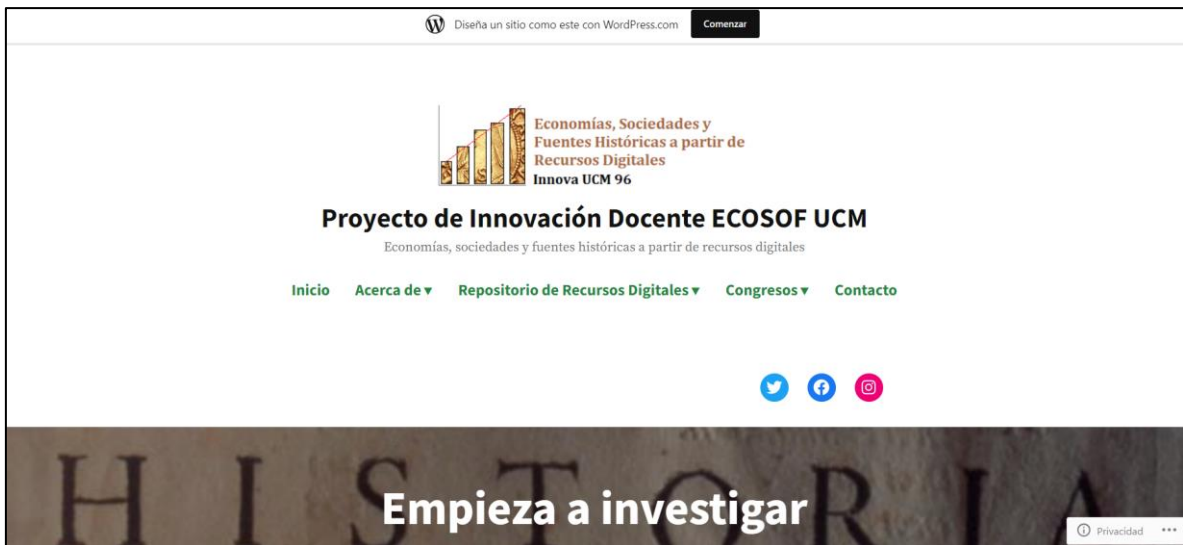 Diseña un sitio como este con WordPress.com Comenzar
Economías, Sociedades y
Fuentes Históricas a partir de
Recursos Digitales
Innova UCM 96
Proyecto de Innovación Docente ECOSOF UCM
Economías, sociedades y fuentes históricas a partir de recursos digitales
Inicio Acerca de▾ Repositorio de Recursos Digitales▾ Congresos▾ Contacto
HISTORIA
Empieza a investigar
Privacidad